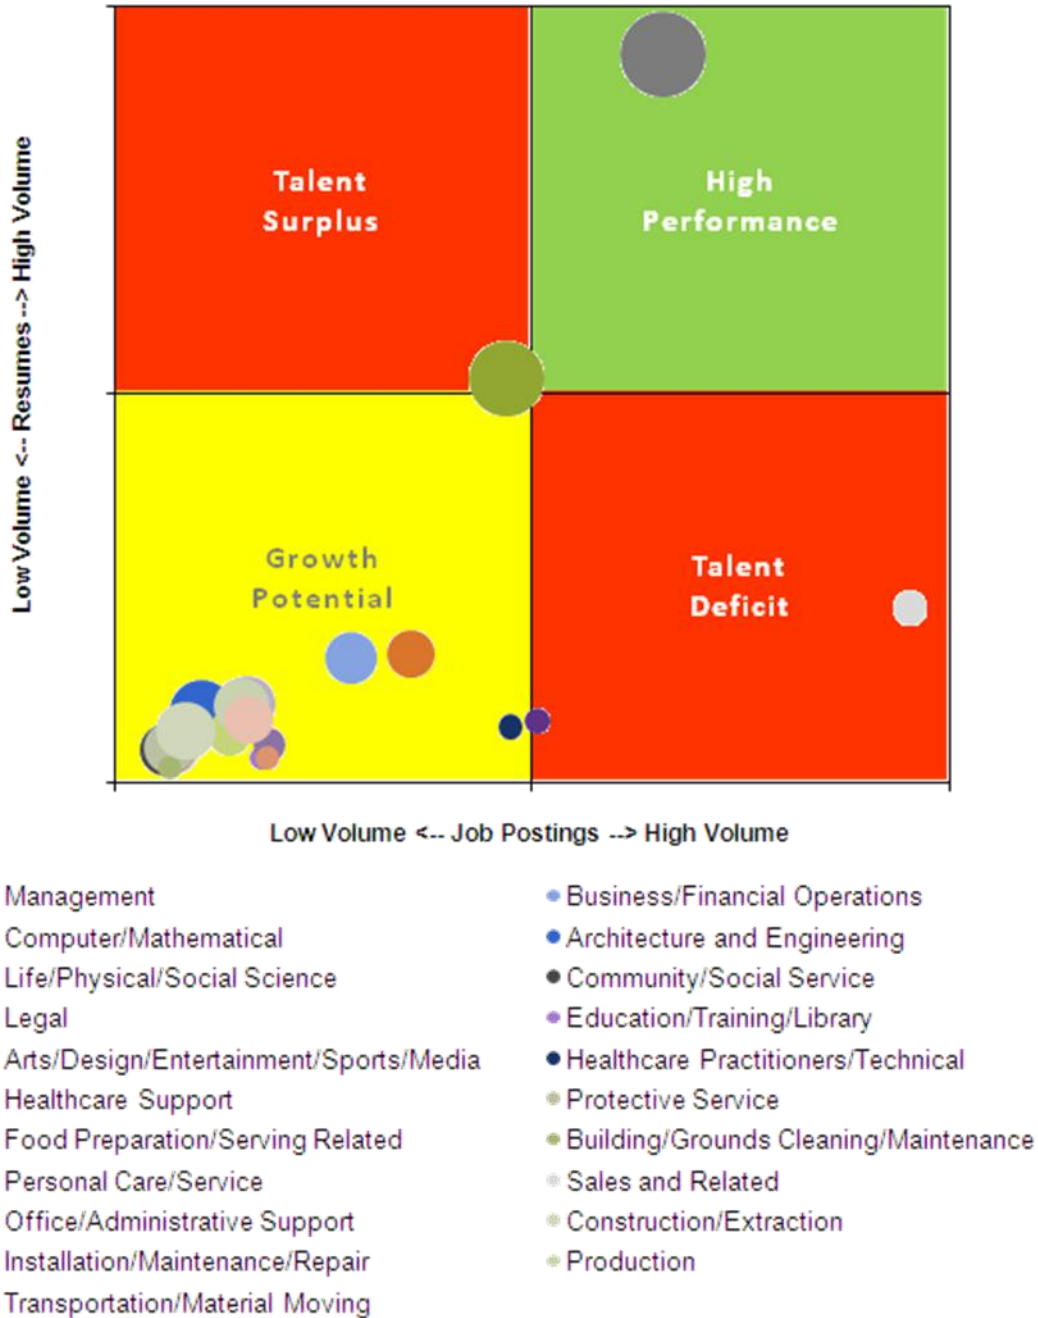 Low Volume <-- Resumes --> High Volume
Talent
Surplus
High
Performance
Growth
Potential
Talent
Deficit
Low Volume <-- Job Postings --> High Volume
Management
Computer/Mathematical
Life/Physical/Social Science
Legal
Arts/Design/Entertainment/Sports/Media
Healthcare Support
Food Preparation/Serving Related
Personal Care/Service
Office/Administrative Support
Installation/Maintenance/Repair
Transportation/Material Moving
Business/Financial Operations
Architecture and Engineering
Community/Social Service
Education/Training/Library
Healthcare Practitioners/Technical
Protective Service
Building/Grounds Cleaning/Maintenance
Sales and Related
Construction/Extraction
Production